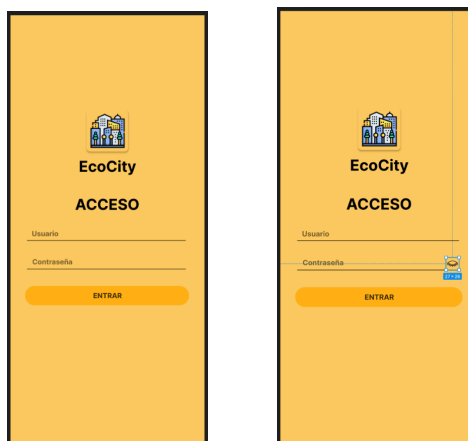 EcoCity
ACCESO
Usuario
Contraseña
ENTRAR
EcoCity
ACCESO
Usuario
Contraseña
ENTRAR